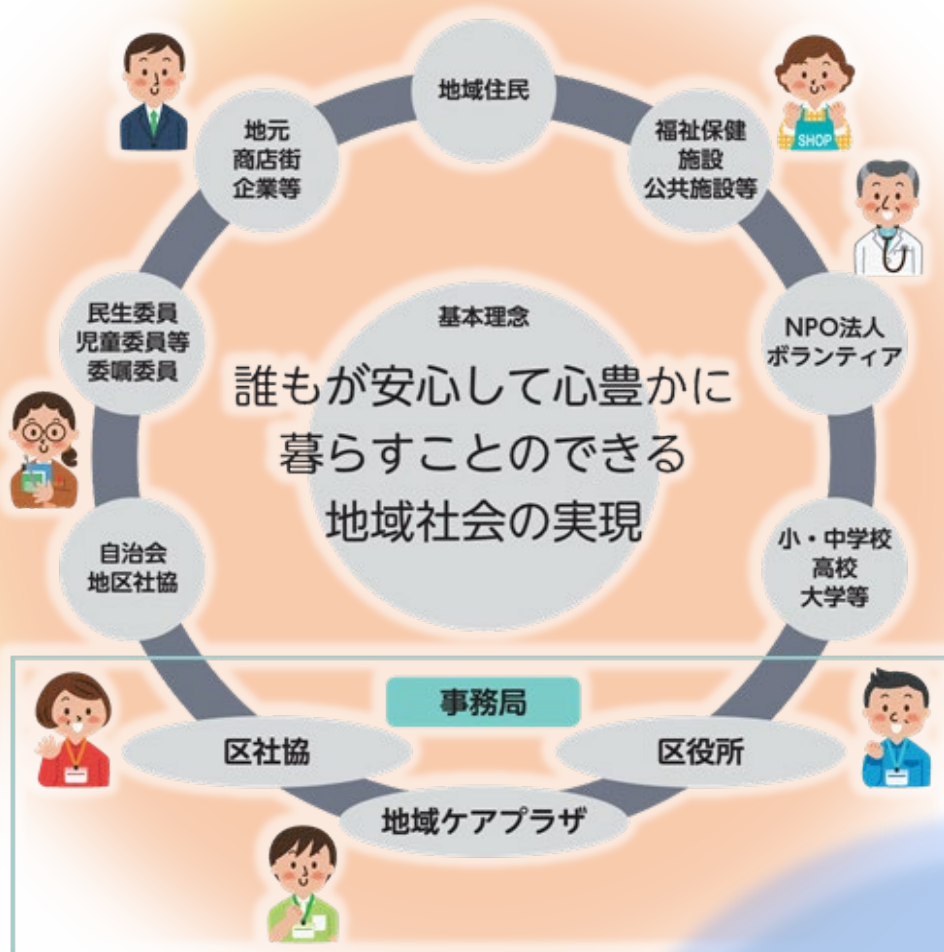 地域住民
地元
商店街
企業等
福祉保健
施設
公共施設等
SHOP
民生委員
児童委員等
委嘱委員
NPO法人
ボランティア
基本理念
誰もが安心して心豊かに
暮らすことのできる
地域社会の実現
自治会
地区社協
小・中学校
高校
大学等
事務局
区社協
区役所
地域ケアプラザ